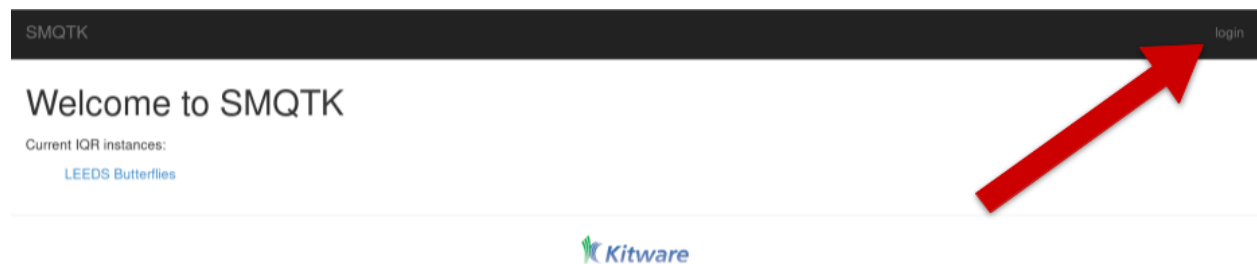 SMQTK login
Welcome to SMQTK
Current IQR instances:
LEEDS Butterflies
Kitware